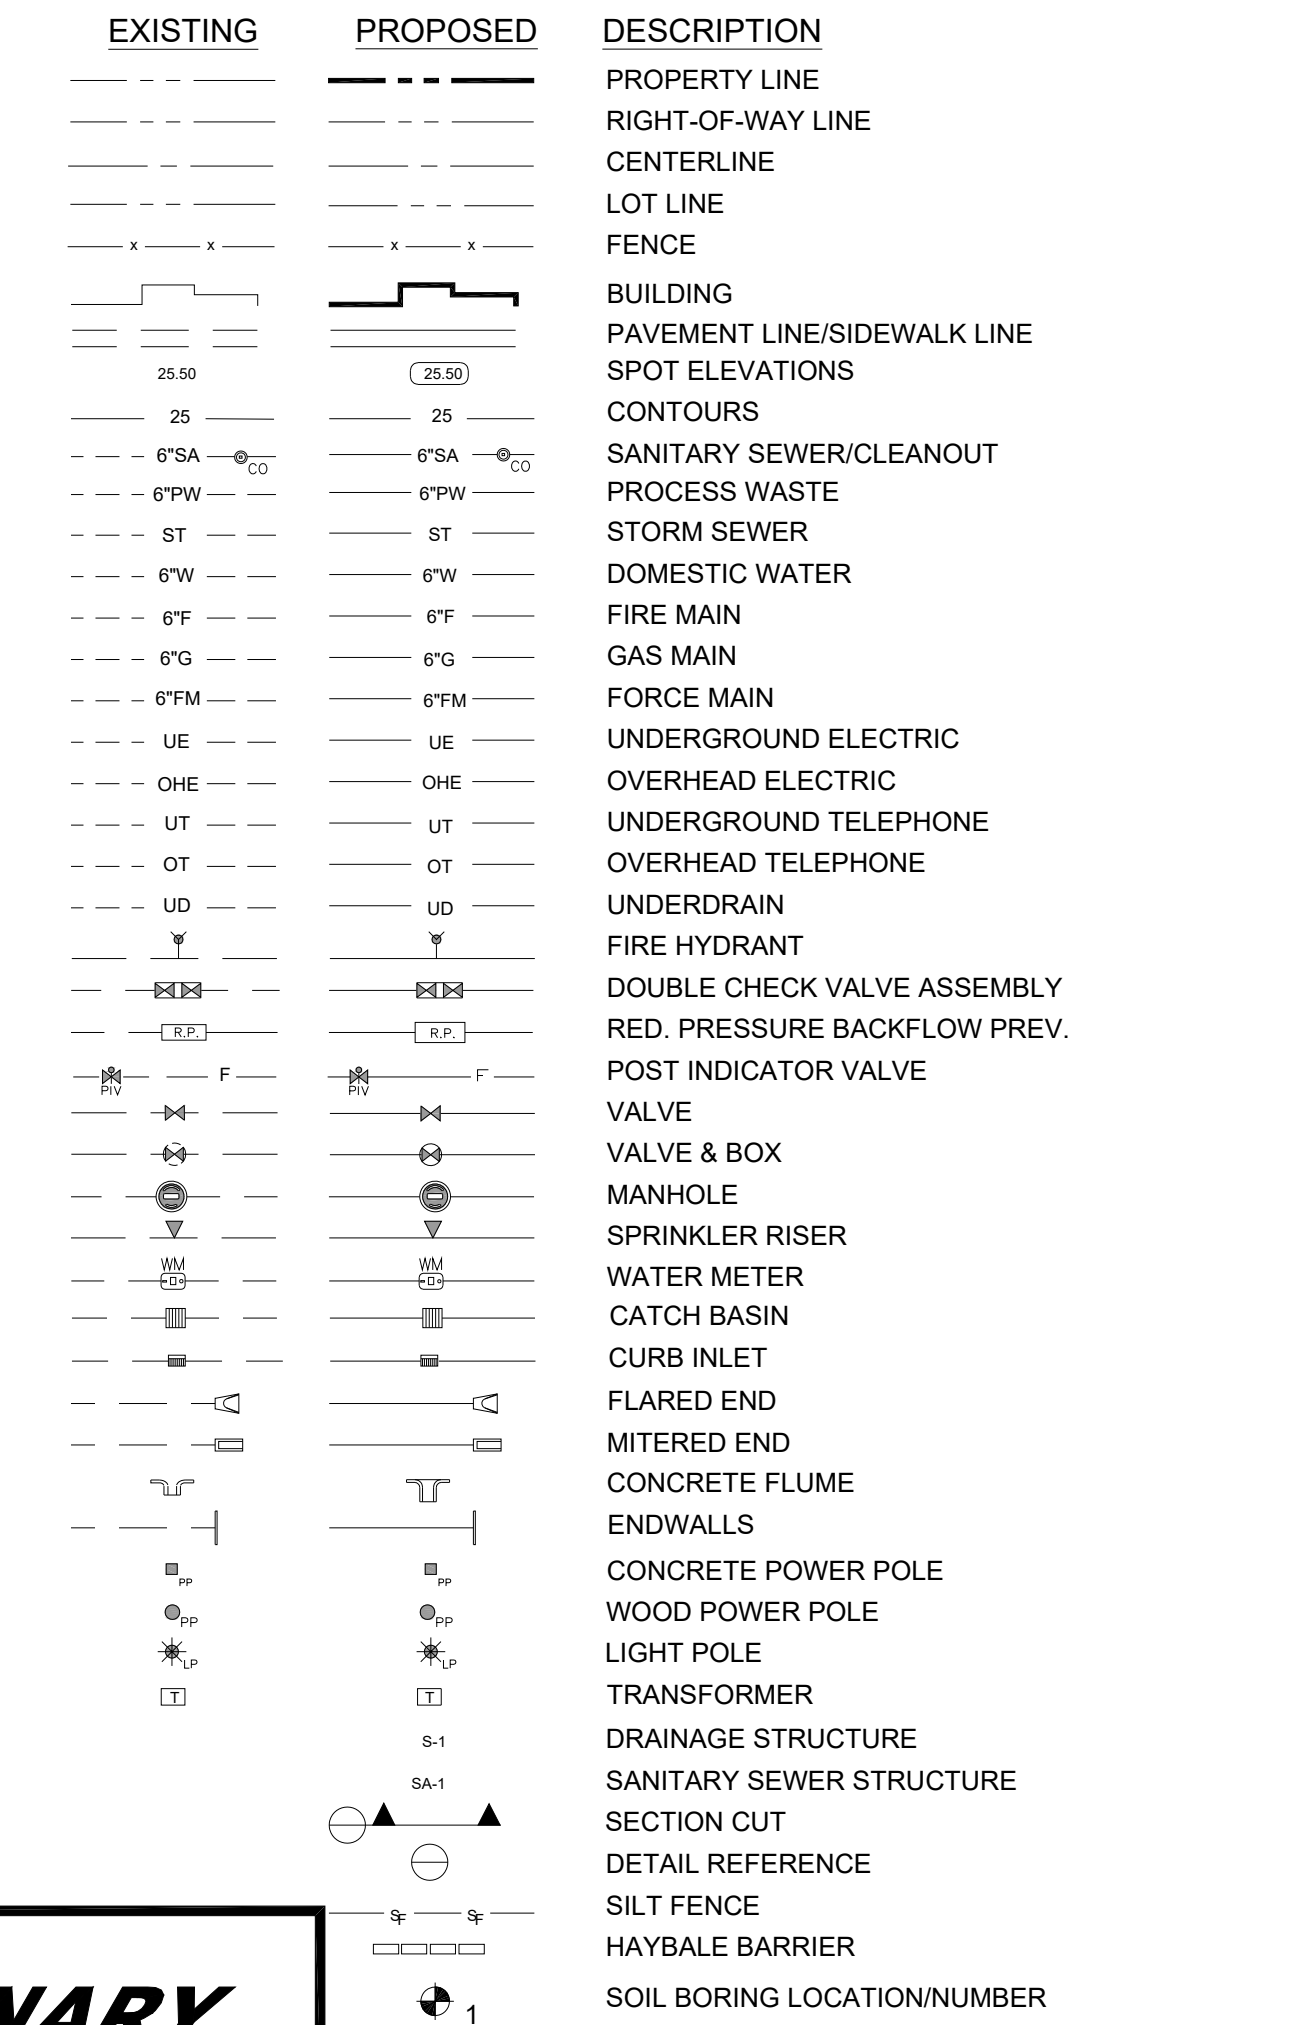 EXISTING PROPOSED DESCRIPTION
PROPERTY LINE
RIGHT-OF-WAY LINE
CENTERLINE
LOT LINE
x x x x FENCE
BUILDING
PAVEMENT LINE/SIDEWALK LINE
25.50 25.50 SPOT ELEVATIONS
25 25 CONTOURS
6"SA CO 6"SA CO SANITARY SEWER/CLEANOUT
6"PW 6"PW PROCESS WASTE
ST ST STORM SEWER
6"W 6"W DOMESTIC WATER
6"F 6"F FIRE MAIN
6"G 6"G GAS MAIN
6"FM 6"FM FORCE MAIN
UE UE UNDERGROUND ELECTRIC
OHE OHE OVERHEAD ELECTRIC
UT UT UNDERGROUND TELEPHONE
OT OT OVERHEAD TELEPHONE
UD UD UNDERDRAIN
FIRE HYDRANT
DOUBLE CHECK VALVE ASSEMBLY
R.P. R.P. RED. PRESSURE BACKFLOW PREV.
PIV F PIV F POST INDICATOR VALVE
VALVE
VALVE & BOX
MANHOLE
SPRINKLER RISER
WM WM WATER METER
CATCH BASIN
CURB INLET
FLARED END
MITERED END
CONCRETE FLUME
ENDWALLS
PP PP CONCRETE POWER POLE
PP PP WOOD POWER POLE
LP LP LIGHT POLE
T T TRANSFORMER
S-1 DRAINAGE STRUCTURE
SA-1 SANITARY SEWER STRUCTURE
SECTION CUT
DETAIL REFERENCE
SF SF SILT FENCE
HAYBALE BARRIER
1 SOIL BORING LOCATION/NUMBER